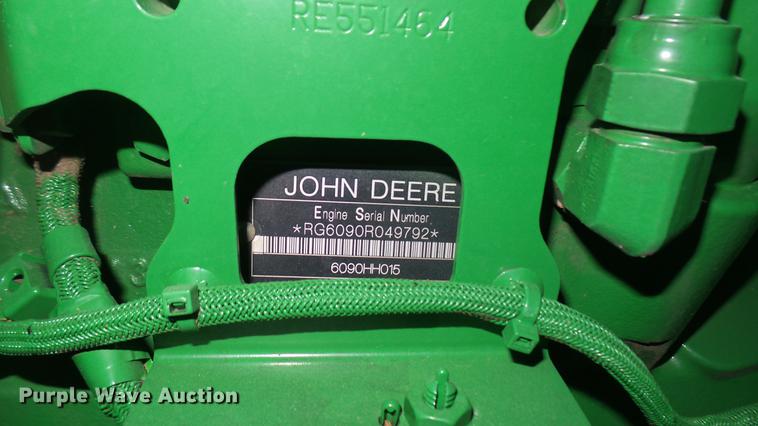 RE551464
JOHN DEERE
Engine Serial Number
*RG6090R049792*
6090HH015
Purple Wave Auction